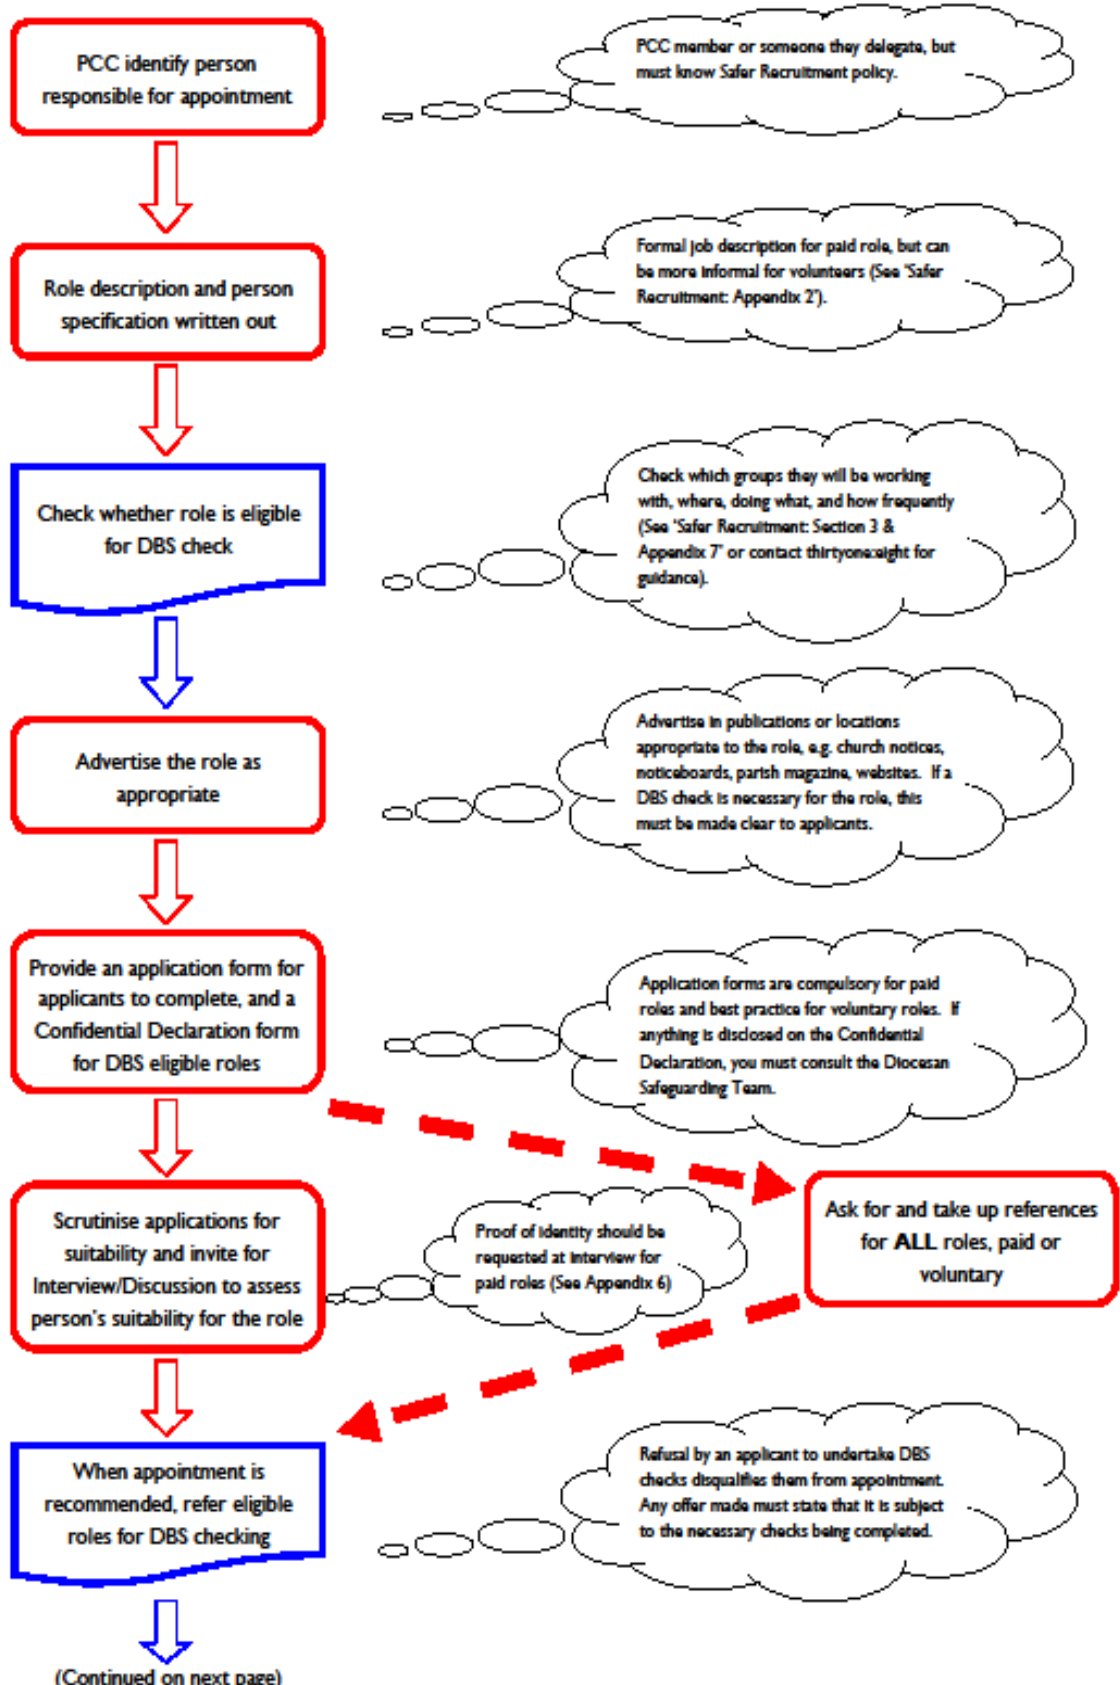 PCC identify person
responsible for appointment
PCC member or someone they delegate, but
must know Safer Recruitment policy.
Role description and person
specification written out
Formal job description for paid role, but can
be more informal for volunteers (See 'Safer
Recruitment: Appendix 2').
Check whether role is eligible
for DBS check
Check which groups they will be working
with, where, doing what, and how frequently
(See 'Safer Recruitment: Section 3 &
Appendix 7' or contact thirtyone:eight for
guidance).
Advertise the role as
appropriate
Advertise in publications or locations
appropriate to the role, e.g. church notices,
noticeboards, parish magazine, websites. If a
DBS check is necessary for the role, this
must be made clear to applicants.
Provide an application form for
applicants to complete, and a
Confidential Declaration form
for DBS eligible roles
Application forms are compulsory for paid
roles and best practice for voluntary roles. If
anything is disclosed on the Confidential
Declaration, you must consult the Diocesan
Safeguarding Team.
Scrutinise applications for
suitability and invite for
Interview/Discussion to assess
person's suitability for the role
Proof of identity should be
requested at interview for
paid roles (See Appendix 6)
Ask for and take up references
for ALL roles, paid or
voluntary
When appointment is
recommended, refer eligible
roles for DBS checking
Refusal by an applicant to undertake DBS
checks disqualifies them from appointment.
Any offer made must state that it is subject
to the necessary checks being completed.
(Continued on next page)